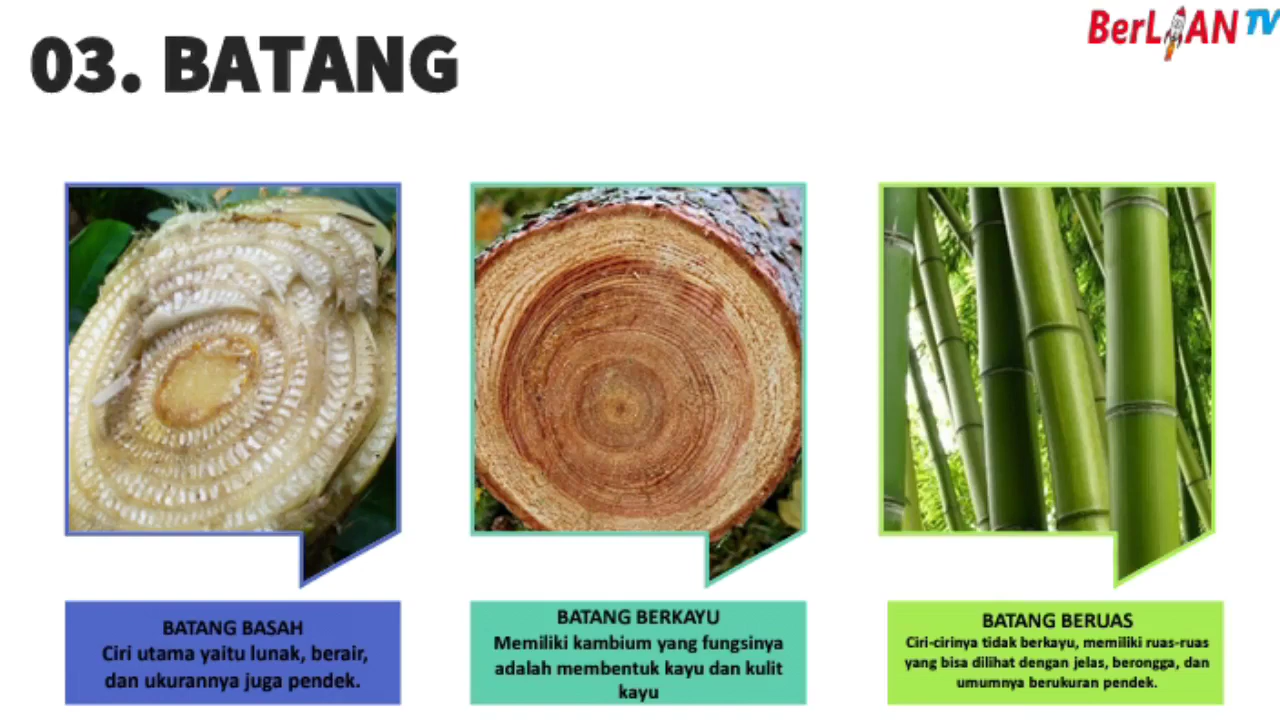 03. BATANG
BerLIAN TV
BATANG BASAH
Ciri utama yaitu lunak, berair,
dan ukurannya juga pendek.
BATANG BERKAYU
Memiliki kambium yang fungsinya
adalah membentuk kayu dan kulit
kayu
BATANG BERUAS
Ciri-cirinya tidak berkayu, memiliki ruas-ruas
yang bisa dilihat dengan jelas, berongga, dan
umumnya berukuran pendek.